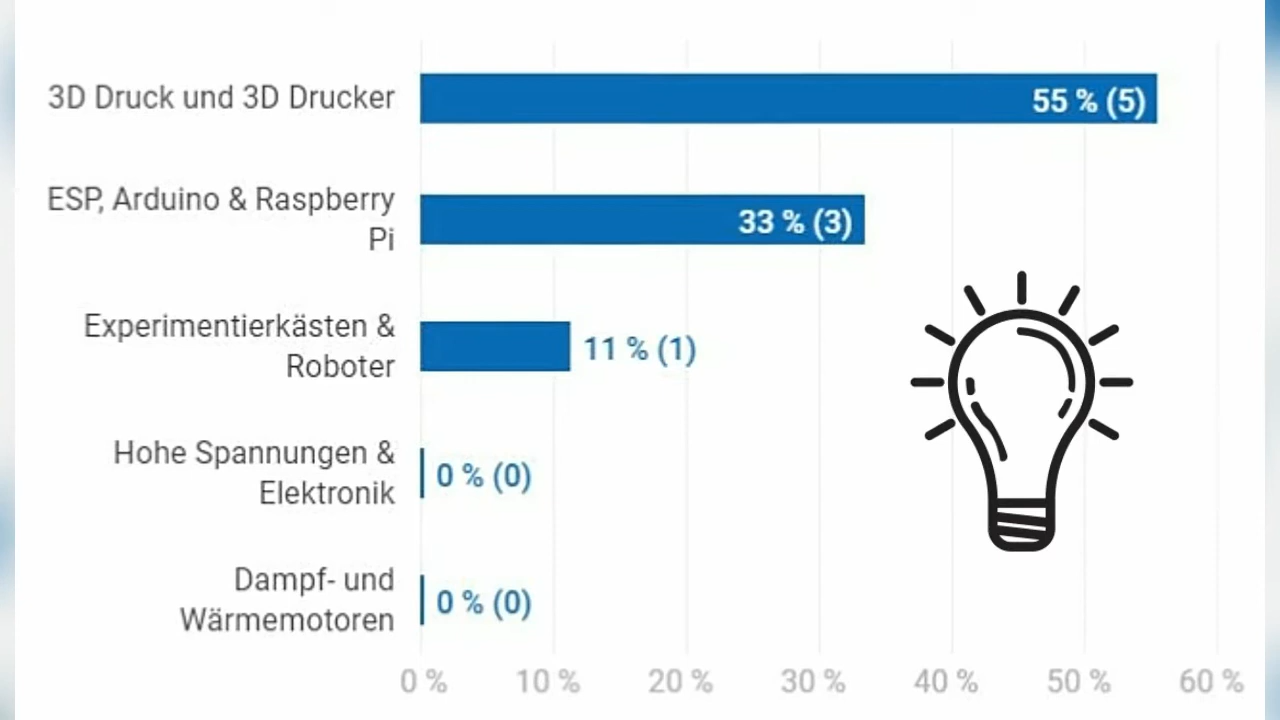 3D Druck und 3D Drucker
55 % (5)
ESP, Arduino & Raspberry
Pi
33 % (3)
Experimentierkästen &
Roboter
11 % (1)
Hohe Spannungen &
Elektronik
0 % (0)
Dampf- und
Wärmemotoren
0 % (0)
0 % 10 % 20 % 30 % 40 % 50 % 60 %